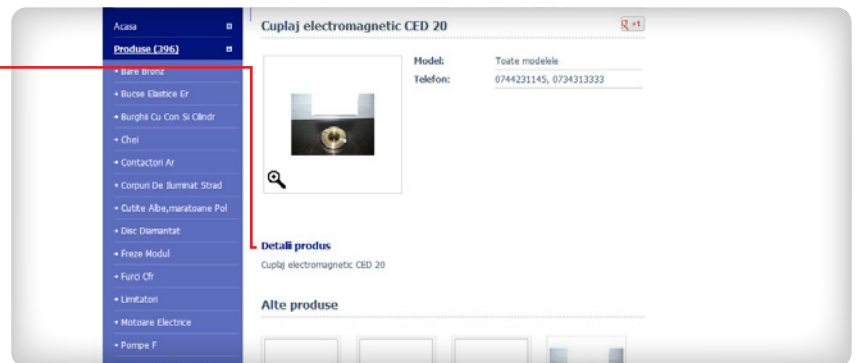 Acasa
Produse (396)
Bare Bronz
Bucse Elastice Er
Burghii Cu Con Si Cilindr
Chei
Contactori Ar
Corpuri De Iluminat Strad
Cutite Albe,maratoane Pol
Disc Diamantat
Freze Modul
Furci Cfr
Limitatori
Motoare Electrice
Pompe F
Cuplaj electromagnetic CED 20
+1
Model: Toate modelele
Telefon: 0744231145, 0734313333
Detalii produs
Cuplaj electromagnetic CED 20
Alte produse